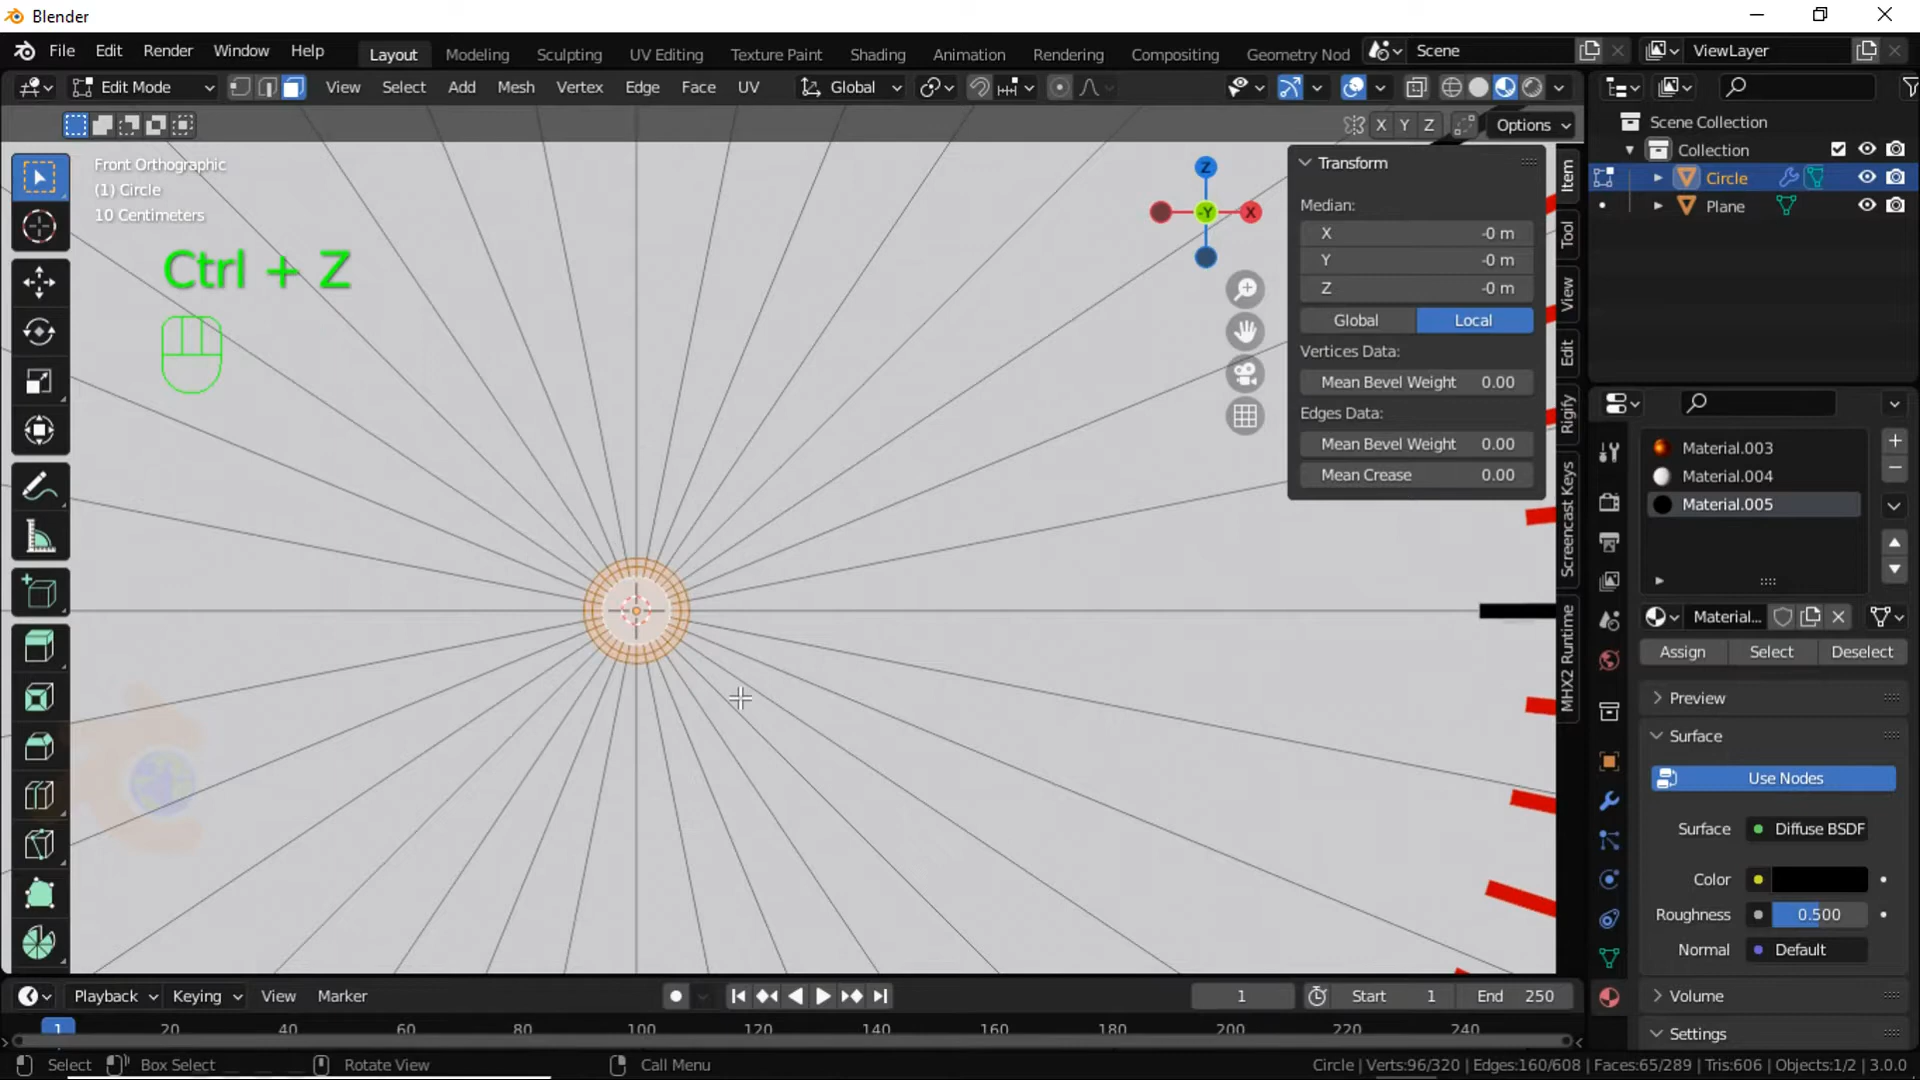 Blender
File Edit Render Window Help Layout Modeling Sculpting UV Editing Texture Paint Shading Animation Rendering Compositing Geometry Nod Scene ViewLayer
Edit Mode View Select Add Mesh Vertex Edge Face UV Global
X Y Z Options
Scene Collection
Collection
Circle
Plane
Front Orthographic
(1) Circle
10 Centimeters
Ctrl + Z
Z
-Y X
Transform
Median:
X -0 m
Y -0 m
Z -0 m
Global Local
Vertices Data:
Mean Bevel Weight 0.00
Edges Data:
Mean Bevel Weight 0.00
Mean Crease 0.00
Item
Tool
View
Edit
Rigify
Screencast Keys
MHX2 Runtime
Material.003
Material.004
Material.005
Material...
Assign Select Deselect
Preview
Surface
Use Nodes
Surface Diffuse BSDF
Color
Roughness 0.500
Normal Default
Volume
Settings
Playback Keying View Marker 1 Start 1 End 250
1 20 40 60 80 100 120 140 160 180 200 220 240
Select Box Select Rotate View Call Menu Circle | Verts:96/320 | Edges:160/608 | Faces:65/289 | Tris:606 | Objects:1/2 | 3.0.0